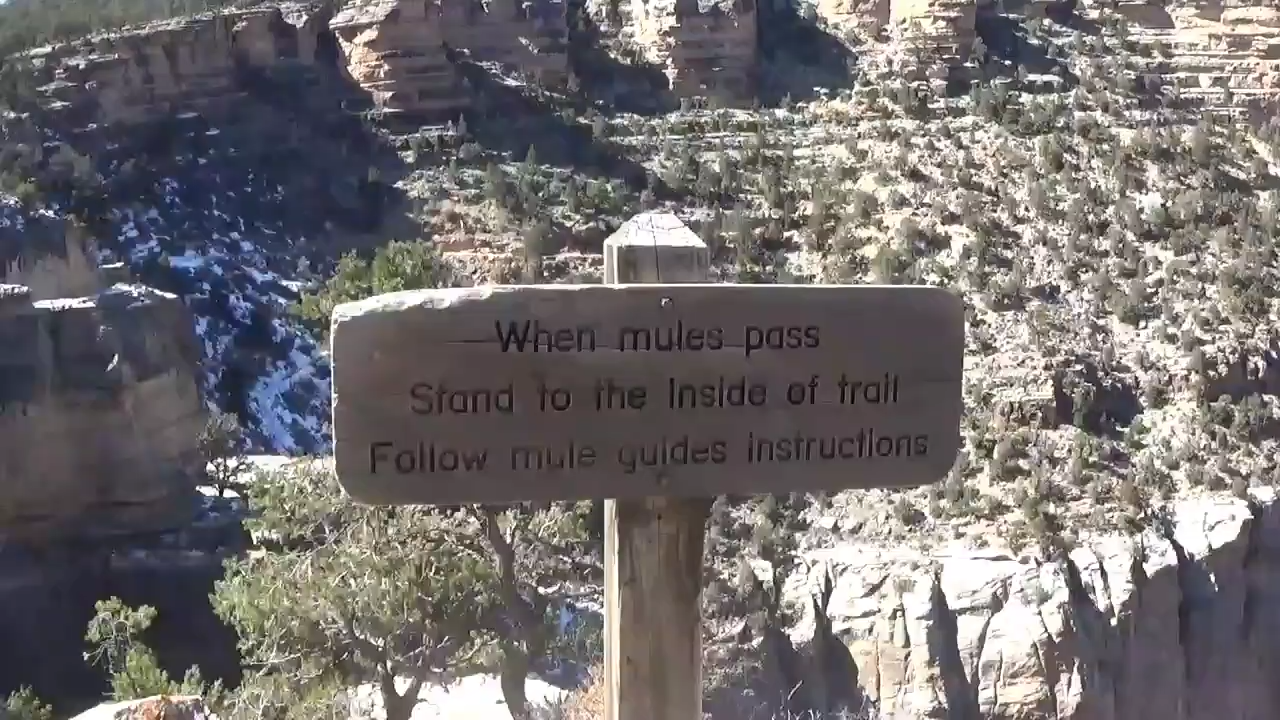 When mules pass
Stand to the inside of trail
Follow mule guides instructions